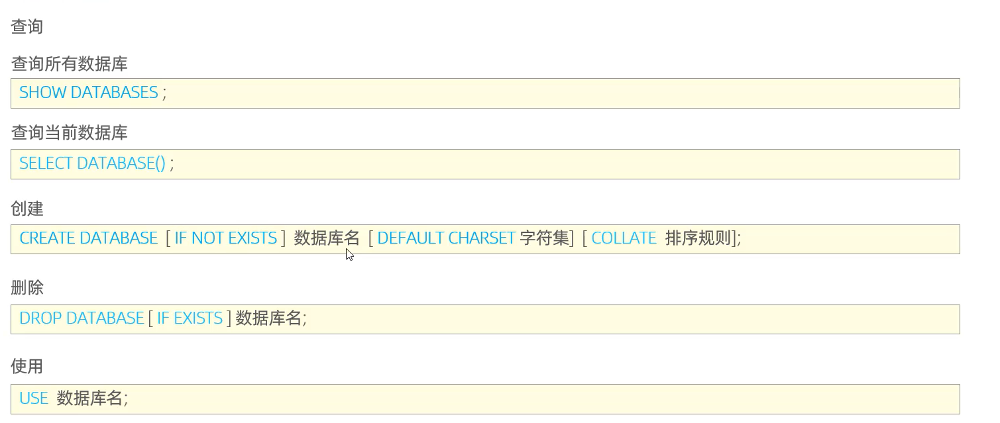 查询
查询所有数据库
SHOW DATABASES ;
查询当前数据库
SELECT DATABASE() ;
创建
CREATE DATABASE [ IF NOT EXISTS ] 数据库名 [ DEFAULT CHARSET 字符集] [ COLLATE 排序规则];
删除
DROP DATABASE [ IF EXISTS ] 数据库名;
使用
USE 数据库名;